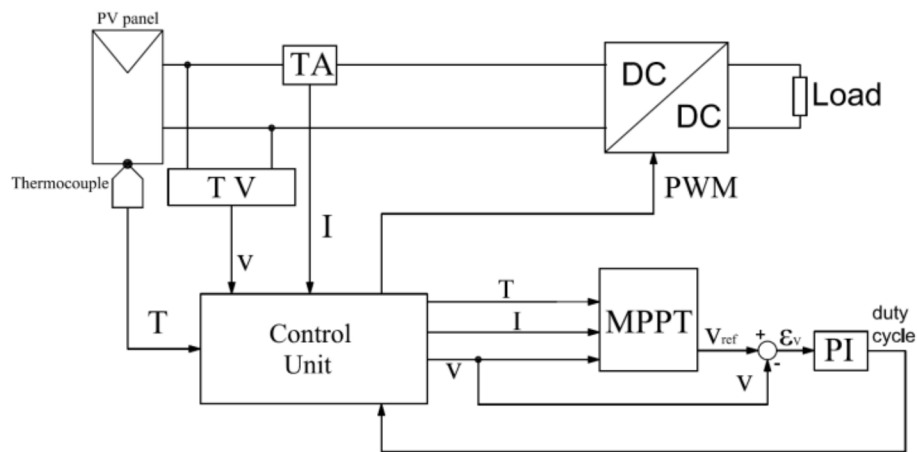 PV panel
TA
DC
DC
Load
Thermocouple
T V
PWM
I
v
T
Control
Unit
T
I
v
MPPT
Vref
+
-
εv
v
PI
duty
cycle